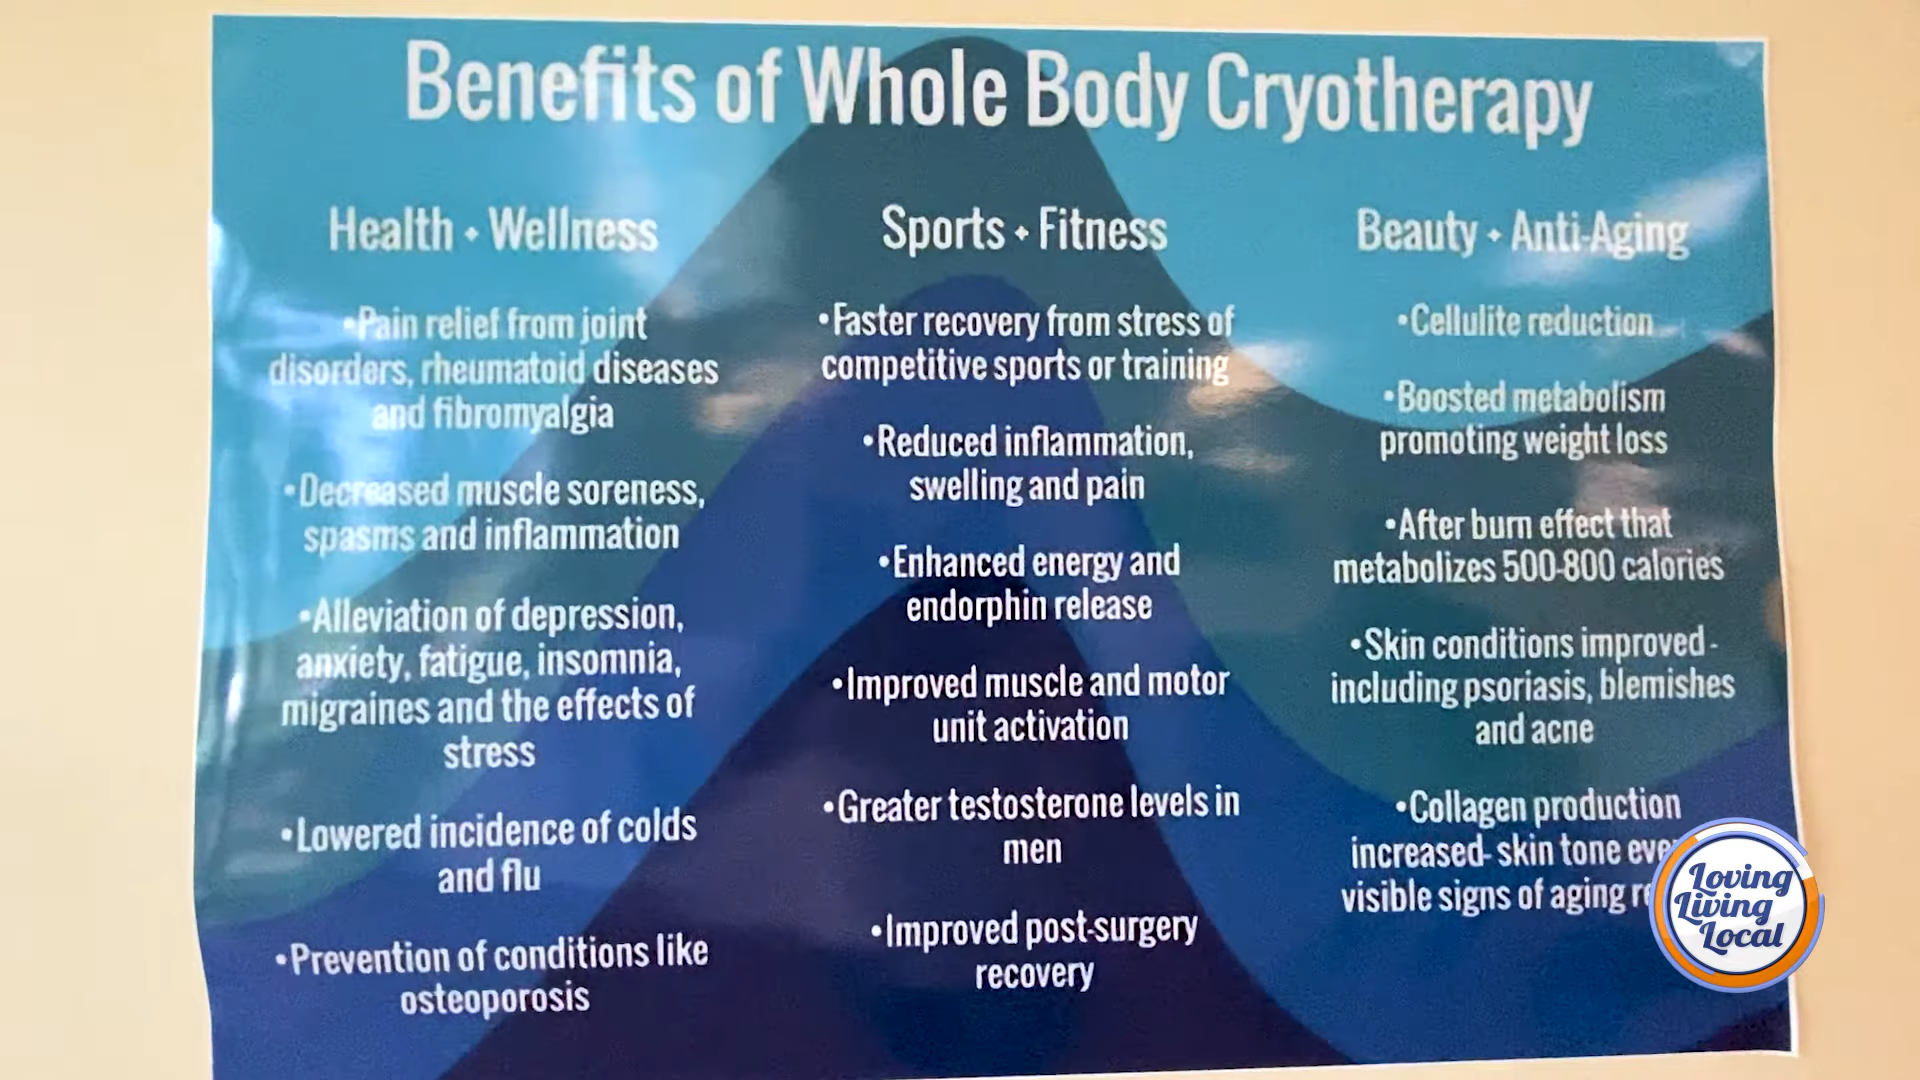 Benefits of Whole Body Cryotherapy
Health + Wellness
•Pain relief from joint
disorders, rheumatoid diseases
and fibromyalgia
•Decreased muscle soreness,
spasms and inflammation
•Alleviation of depression,
anxiety, fatigue, insomnia,
migraines and the effects of
stress
•Lowered incidence of colds
and flu
•Prevention of conditions like
osteoporosis
Sports + Fitness
•Faster recovery from stress of
competitive sports or training
•Reduced inflammation,
swelling and pain
•Enhanced energy and
endorphin release
•Improved muscle and motor
unit activation
•Greater testosterone levels in
men
•Improved post-surgery
recovery
Beauty + Anti-Aging
•Cellulite reduction
•Boosted metabolism
promoting weight loss
•After burn effect that
metabolizes 500-800 calories
•Skin conditions improved -
including psoriasis, blemishes
and acne
•Collagen production
increased- skin tone
visible signs of aging
Loving
Living
Local